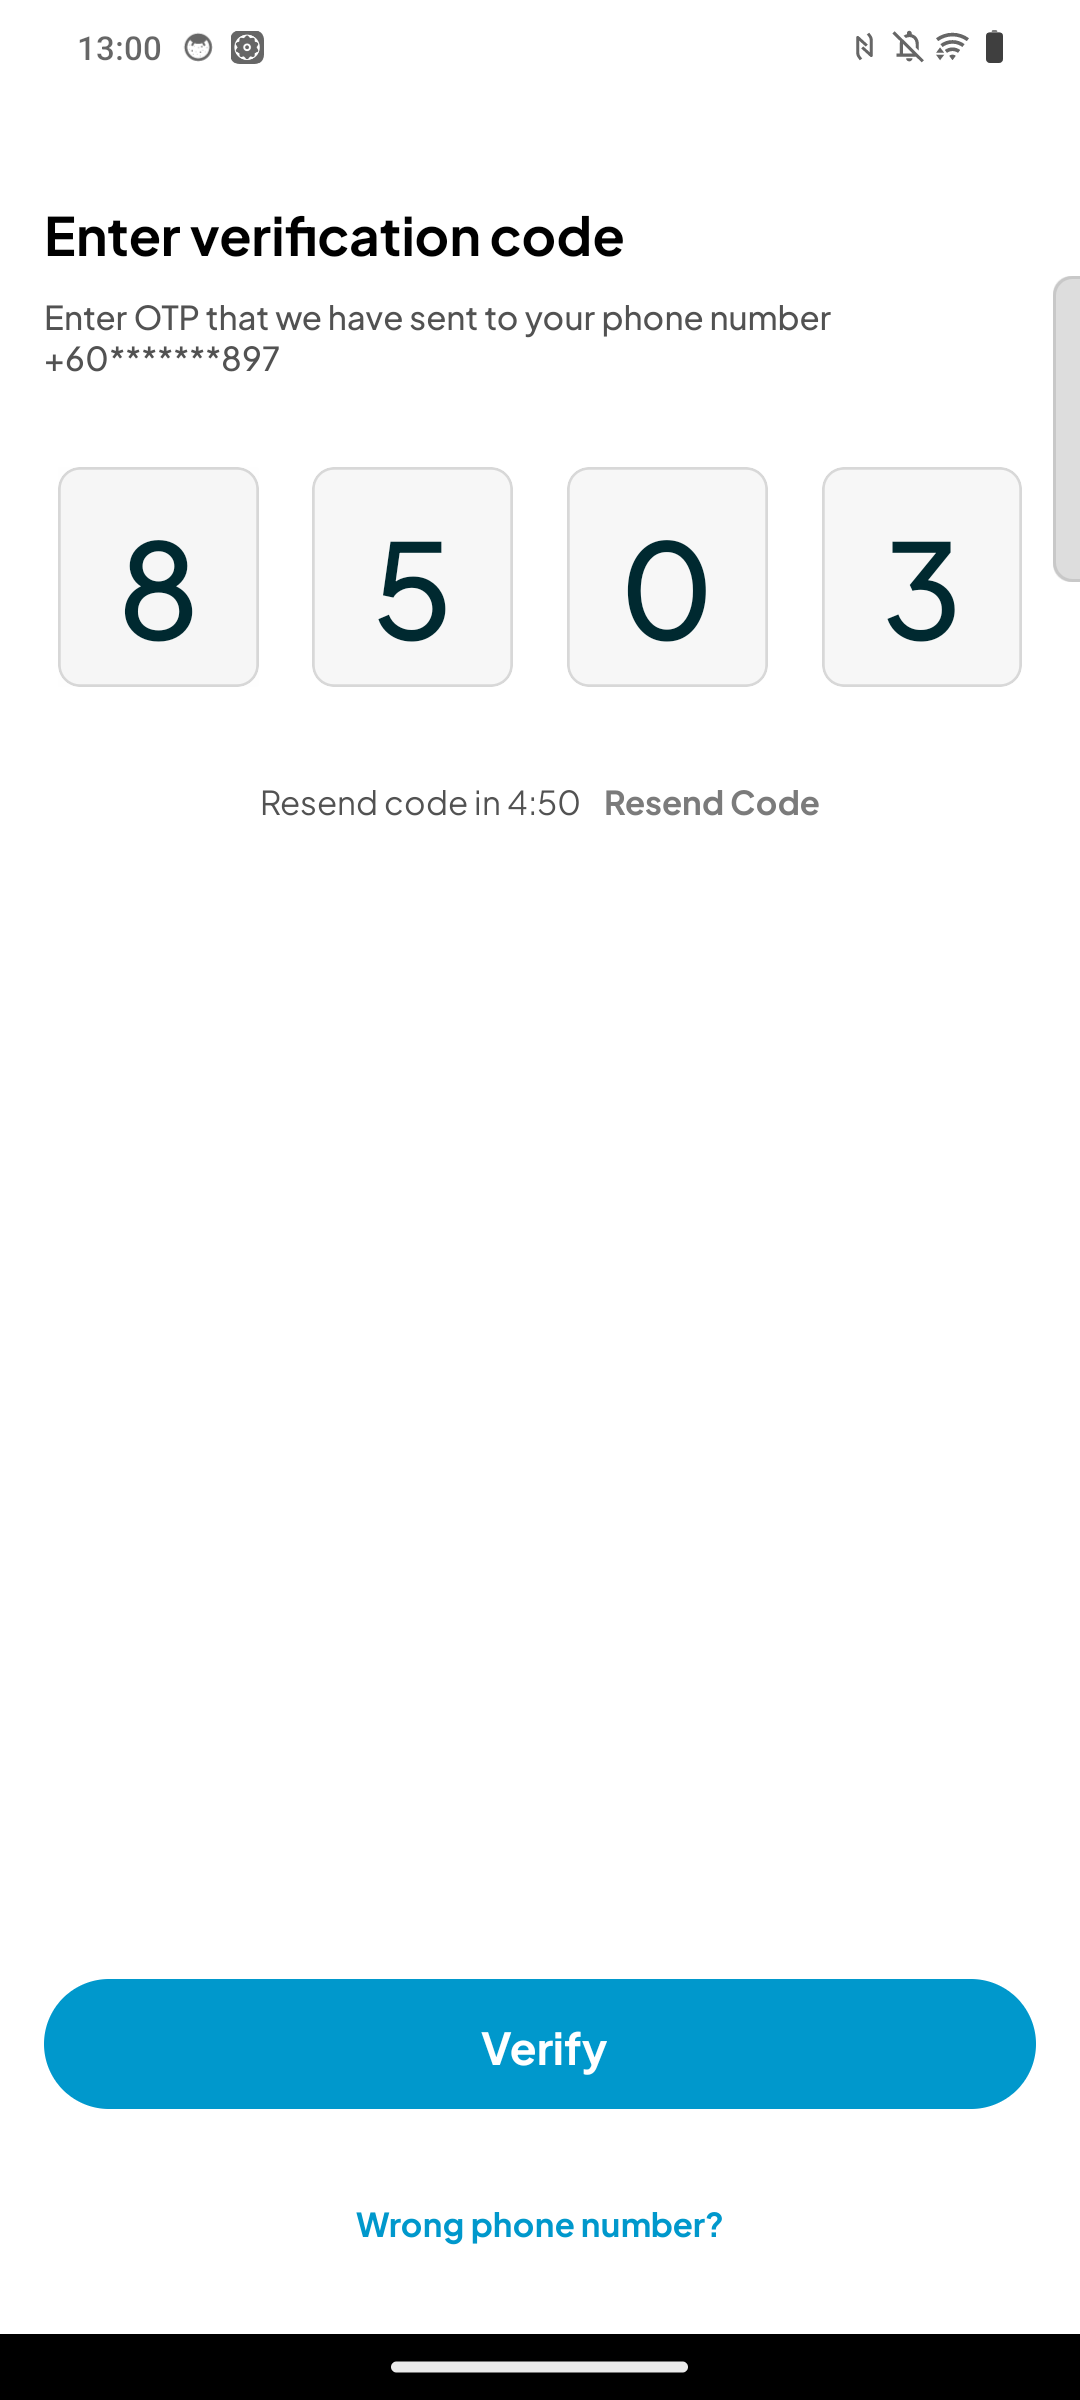 13:00
Enter verification code
Enter OTP that we have sent to your phone number
+60*******897
8 5 0 3
Resend code in 4:50 Resend Code
Verify
Wrong phone number?